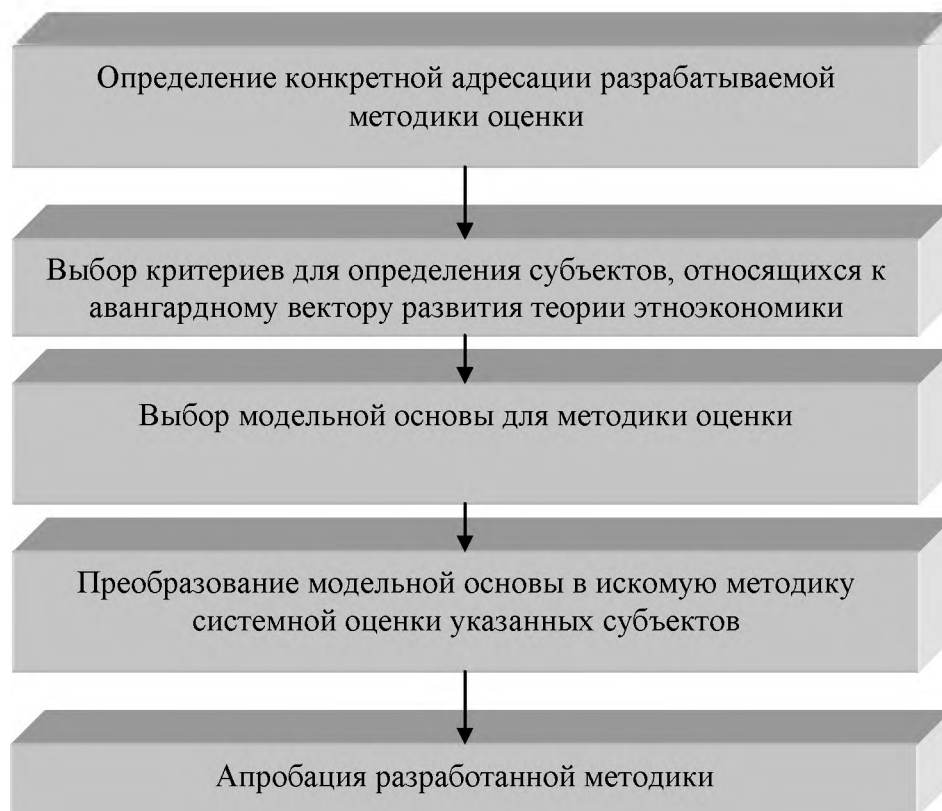 Определение конкретной адресации разрабатываемой
методики оценки
Выбор критериев для определения субъектов, относящихся к
авангардному вектору развития теории этноэкономики
Выбор модельной основы для методики оценки
Преобразование модельной основы в искомую методику
системной оценки указанных субъектов
Апробация разработанной методики